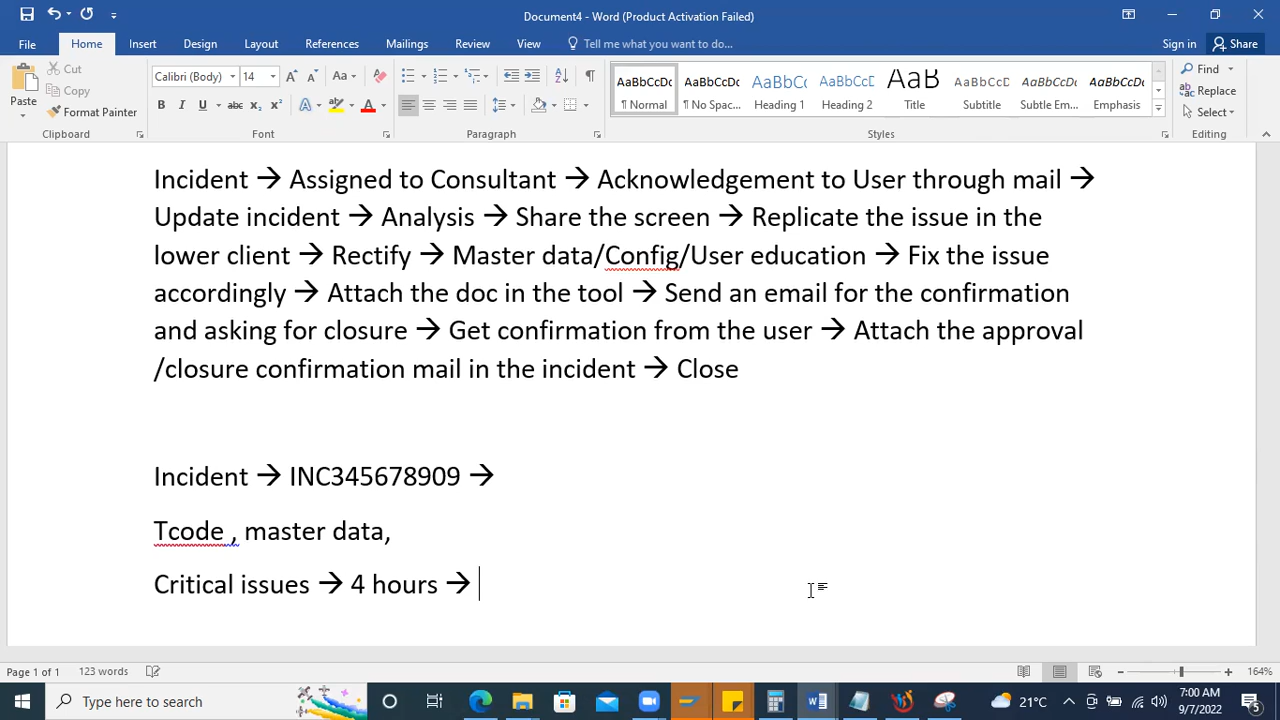 Document4 - Word (Product Activation Failed)
File Home Insert Design Layout References Mailings Review View Tell me what you want to do... Sign in Share
Paste Cut Copy Format Painter
Calibri (Body) 14
AaBbCcDc ¶ Normal
AaBbCcDc ¶ No Spac...
AaBbCc Heading 1
AaBbCcC Heading 2
AaB Title
AaBbCcD Subtitle
AaBbCcDc Subtle Em...
AaBbCcDc Emphasis
Find
Replace
Select
Clipboard Font Paragraph Styles Editing
Incident → Assigned to Consultant → Acknowledgement to User through mail →
Update incident → Analysis → Share the screen → Replicate the issue in the
lower client → Rectify → Master data/Config/User education → Fix the issue
accordingly → Attach the doc in the tool → Send an email for the confirmation
and asking for closure → Get confirmation from the user → Attach the approval
/closure confirmation mail in the incident → Close
Incident → INC345678909 →
Tcode , master data,
Critical issues → 4 hours →
Page 1 of 1 123 words 164%
Type here to search 21°C 7:00 AM
9/7/2022 5